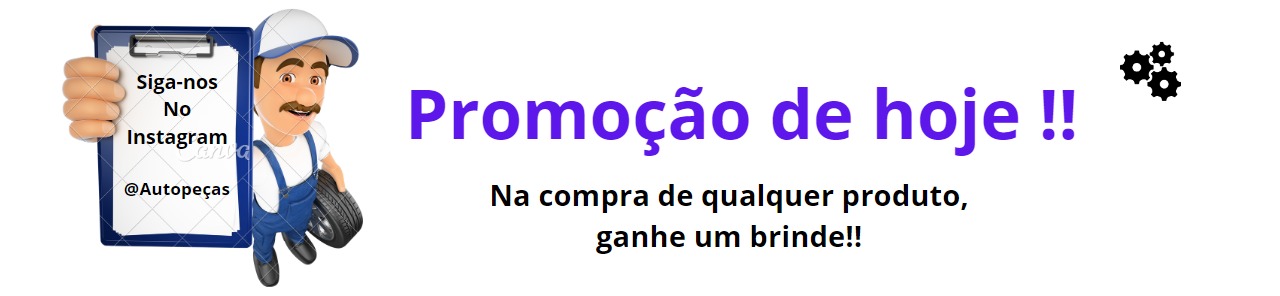 Siga-nos
No
Instagram
Canva
@Autopeças
Promoção de hoje !!
Na compra de qualquer produto,
ganhe um brinde!!